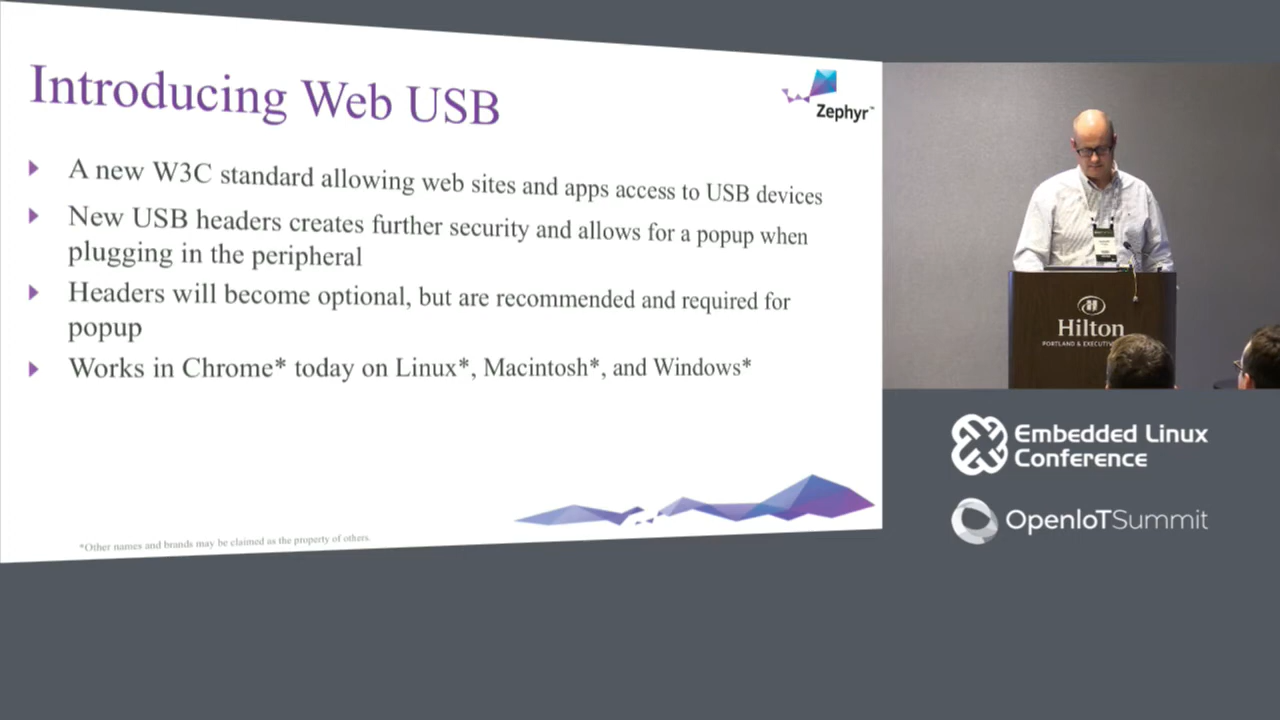 Introducing Web USB
Zephyr™
A new W3C standard allowing web sites and apps access to USB devices
New USB headers creates further security and allows for a popup when
plugging in the peripheral
Headers will become optional, but are recommended and required for
popup
Works in Chrome* today on Linux*, Macintosh*, and Windows*
*Other names and brands may be claimed as the property of others.
Hilton
PORTLAND & EXECUTIV
Embedded Linux
Conference
OpenIoTSummit